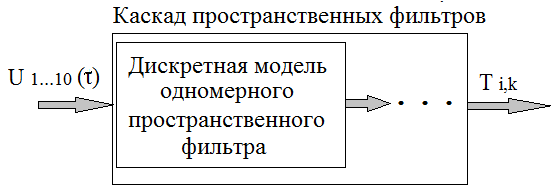 Каскад пространственных фильтров
U 1...10 (τ)
Дискретная модель
одномерного
пространственного
фильтра
. . .
T i,k